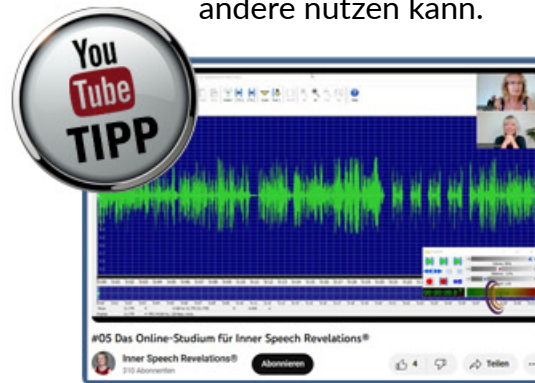 andere nutzen kann.
You
Tube
TIPP
#05 Das Online-Studium für Inner Speech Revelations®
Inner Speech Revelations®
310 Abonnenten
Abonnieren
4
Teilen